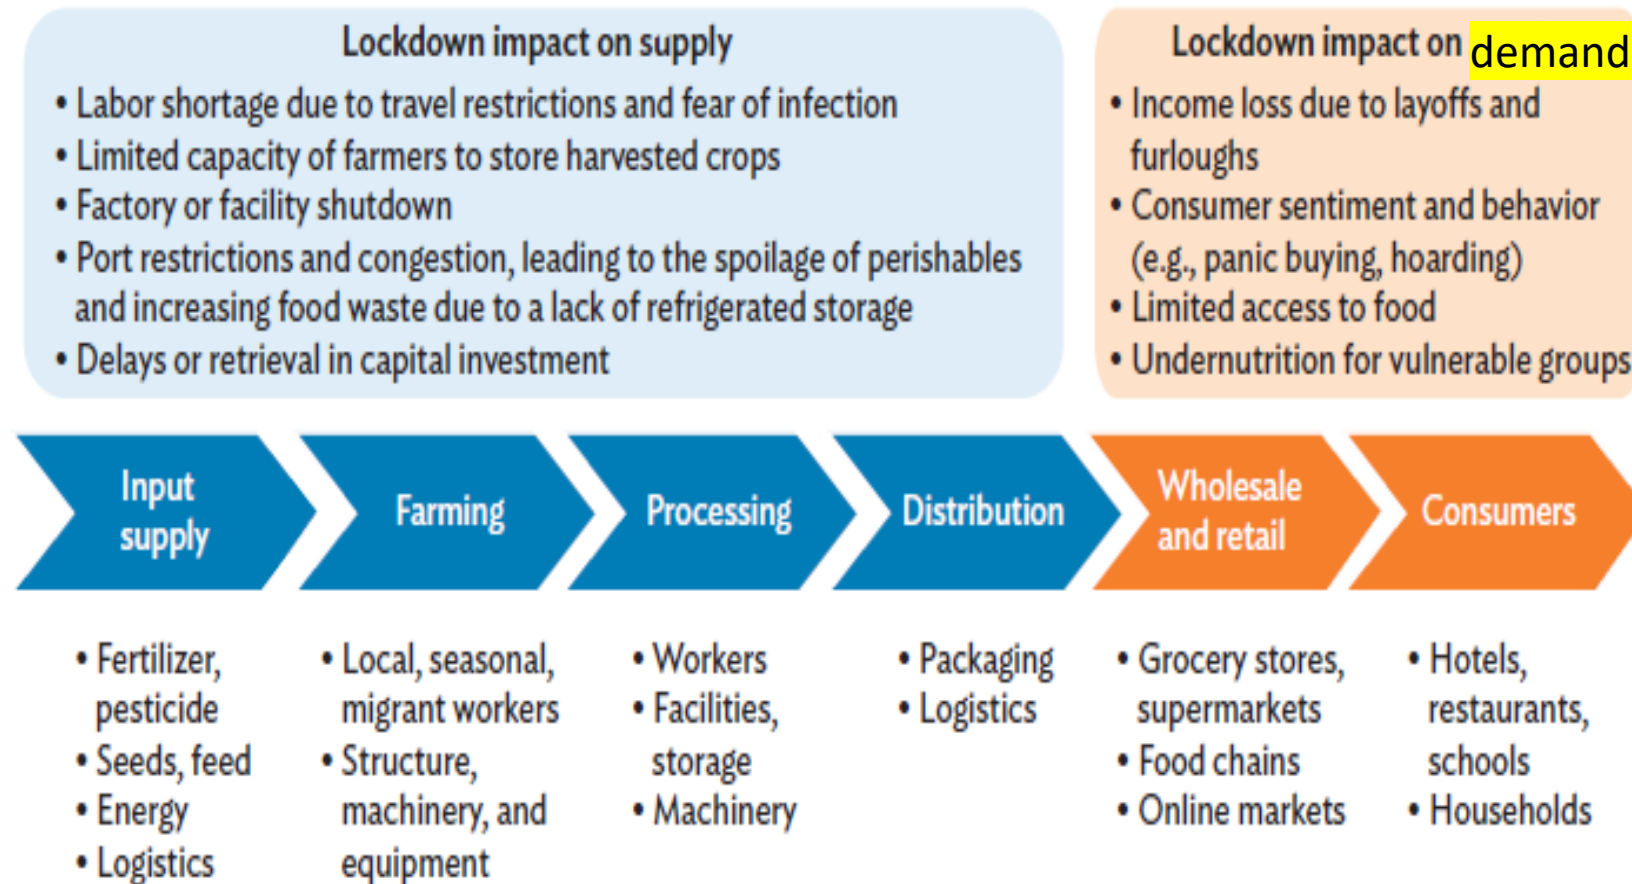 Lockdown impact on supply
• Labor shortage due to travel restrictions and fear of infection
• Limited capacity of farmers to store harvested crops
• Factory or facility shutdown
• Port restrictions and congestion, leading to the spoilage of perishables
and increasing food waste due to a lack of refrigerated storage
• Delays or retrieval in capital investment
Lockdown impact on demand
• Income loss due to layoffs and
furloughs
• Consumer sentiment and behavior
(e.g., panic buying, hoarding)
• Limited access to food
• Undernutrition for vulnerable groups
Input
supply
Farming
Processing
Distribution
Wholesale
and retail
Consumers
• Fertilizer,
pesticide
• Seeds, feed
• Energy
• Logistics
• Local, seasonal,
migrant workers
• Structure,
machinery, and
equipment
• Workers
• Facilities,
storage
• Machinery
• Packaging
• Logistics
• Grocery stores,
supermarkets
• Food chains
• Online markets
• Hotels,
restaurants,
schools
• Households